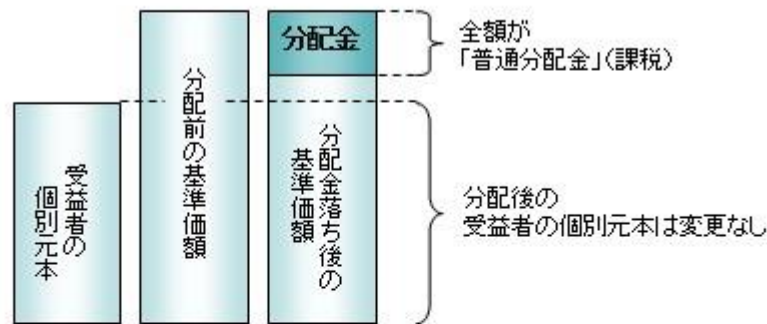 受益者の
個別元本
分配前の基準価額
分配金
分配金落ち後の
基準価額
全額が
「普通分配金」(課税)
分配後の
受益者の個別元本は変更なし